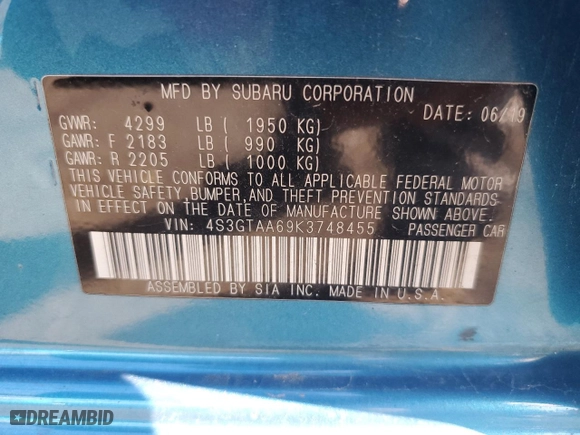 MFD BY SUBARU CORPORATION
DATE: 06/19
GVWR: 4299 LB ( 1950 KG)
GAWR: F 2183 LB ( 990 KG)
GAWR: R 2205 LB ( 1000 KG)
THIS VEHICLE CONFORMS TO ALL APPLICABLE FEDERAL MOTOR
VEHICLE SAFETY,BUMPER,AND THEFT PREVENTION STANDARDS
IN EFFECT ON THE DATE OF MANUFACTURE SHOWN ABOVE.
VIN: 4S3GTAA69K3748455 PASSENGER CAR
ASSEMBLED BY SIA INC. MADE IN U.S.A.
DREAMBID